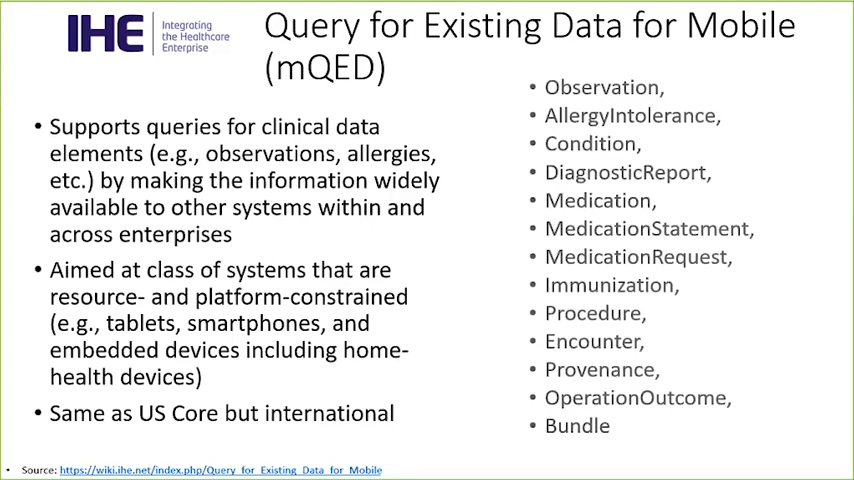 IHE
Integrating
the Healthcare
Enterprise
Query for Existing Data for Mobile
(mQED)
• Supports queries for clinical data
elements (e.g., observations, allergies,
etc.) by making the information widely
available to other systems within and
across enterprises
• Aimed at class of systems that are
resource- and platform-constrained
(e.g., tablets, smartphones, and
embedded devices including home-
health devices)
• Same as US Core but international
• Observation,
• AllergyIntolerance,
• Condition,
• DiagnosticReport,
• Medication,
• MedicationStatement,
• MedicationRequest,
• Immunization,
• Procedure,
• Encounter,
• Provenance,
• OperationOutcome,
• Bundle
• Source: https://wiki.ihe.net/index.php/Query_for_Existing_Data_for_Mobile